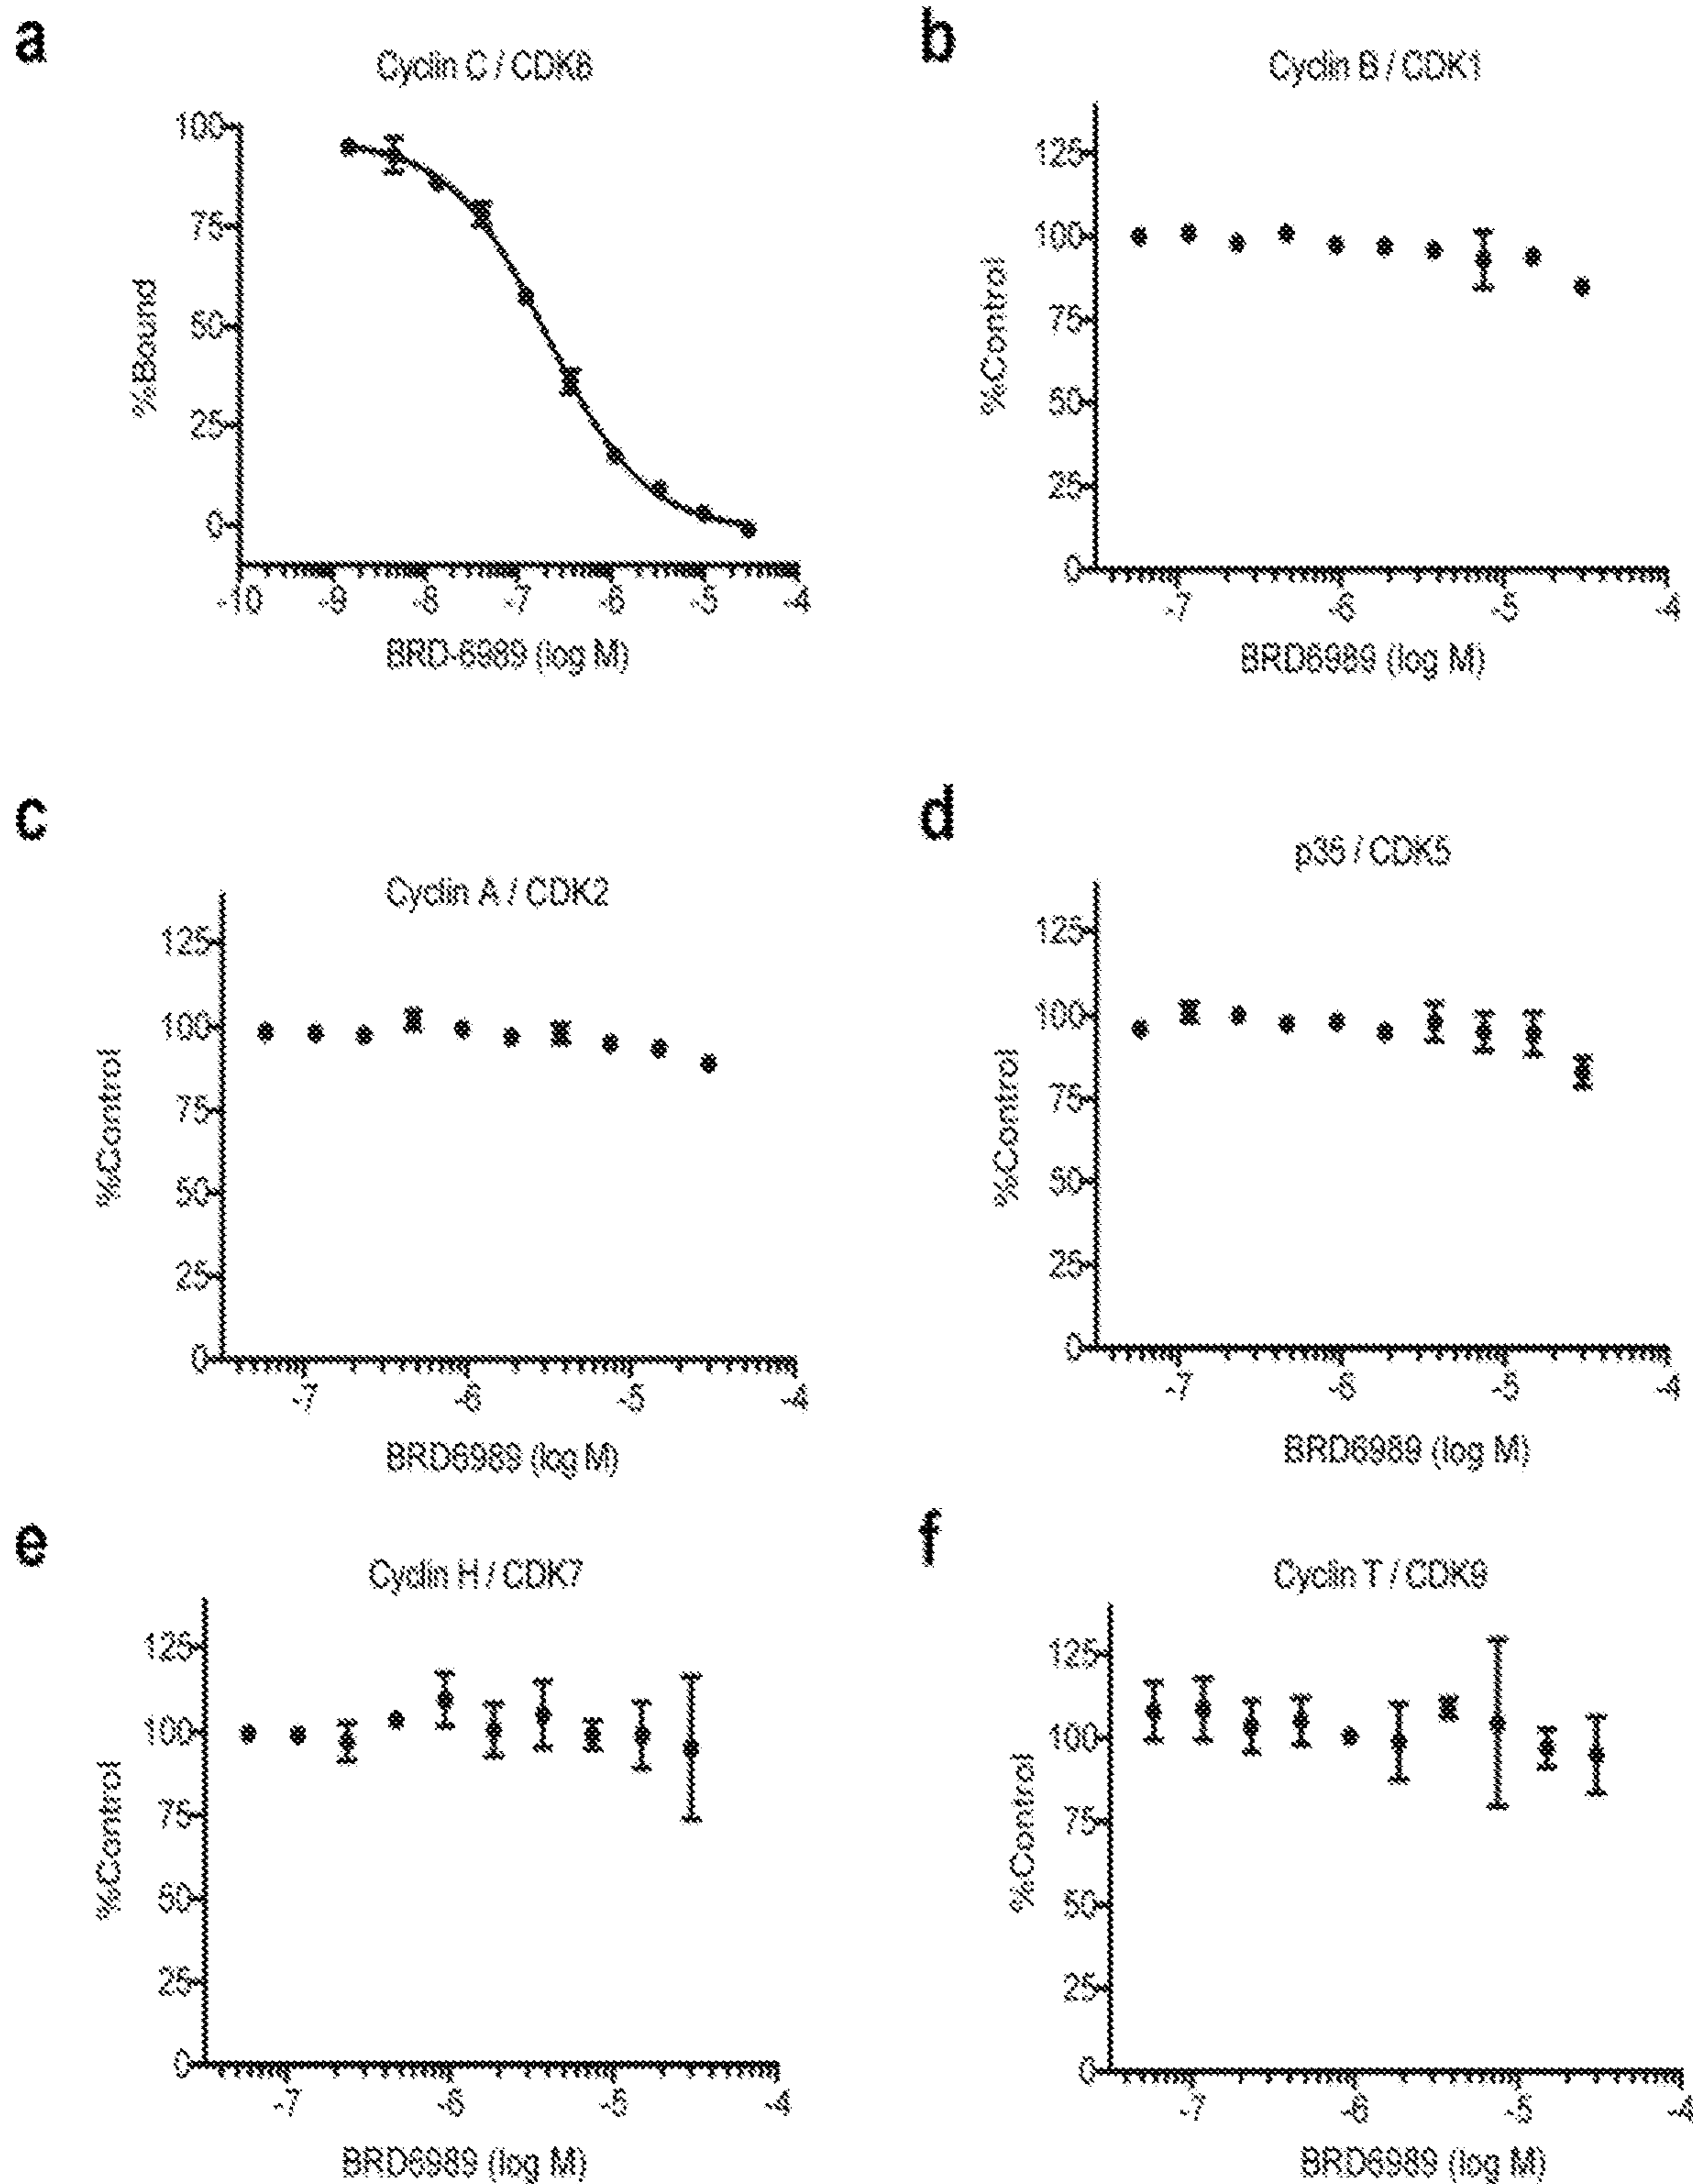 a
Cyclin C / CDK8
%Bound
100
75
50
25
0
-10 -9 -8 -7 -6 -5 -4
BRD-6989 (log M)
b
Cyclin B / CDK1
%Control
125
100
75
50
25
0
-7 -6 -5 -4
BRD6989 (log M)
c
Cyclin A / CDK2
%Control
125
100
75
50
25
0
-7 -6 -5 -4
BRD6989 (log M)
d
p35 / CDK5
%Control
125
100
75
50
25
0
-7 -6 -5 -4
BRD6989 (log M)
e
Cyclin H / CDK7
%Control
125
100
75
50
25
0
-7 -6 -5 -4
BRD6989 (log M)
f
Cyclin T / CDK9
%Control
125
100
75
50
25
0
-7 -6 -5 -4
BRD6989 (log M)